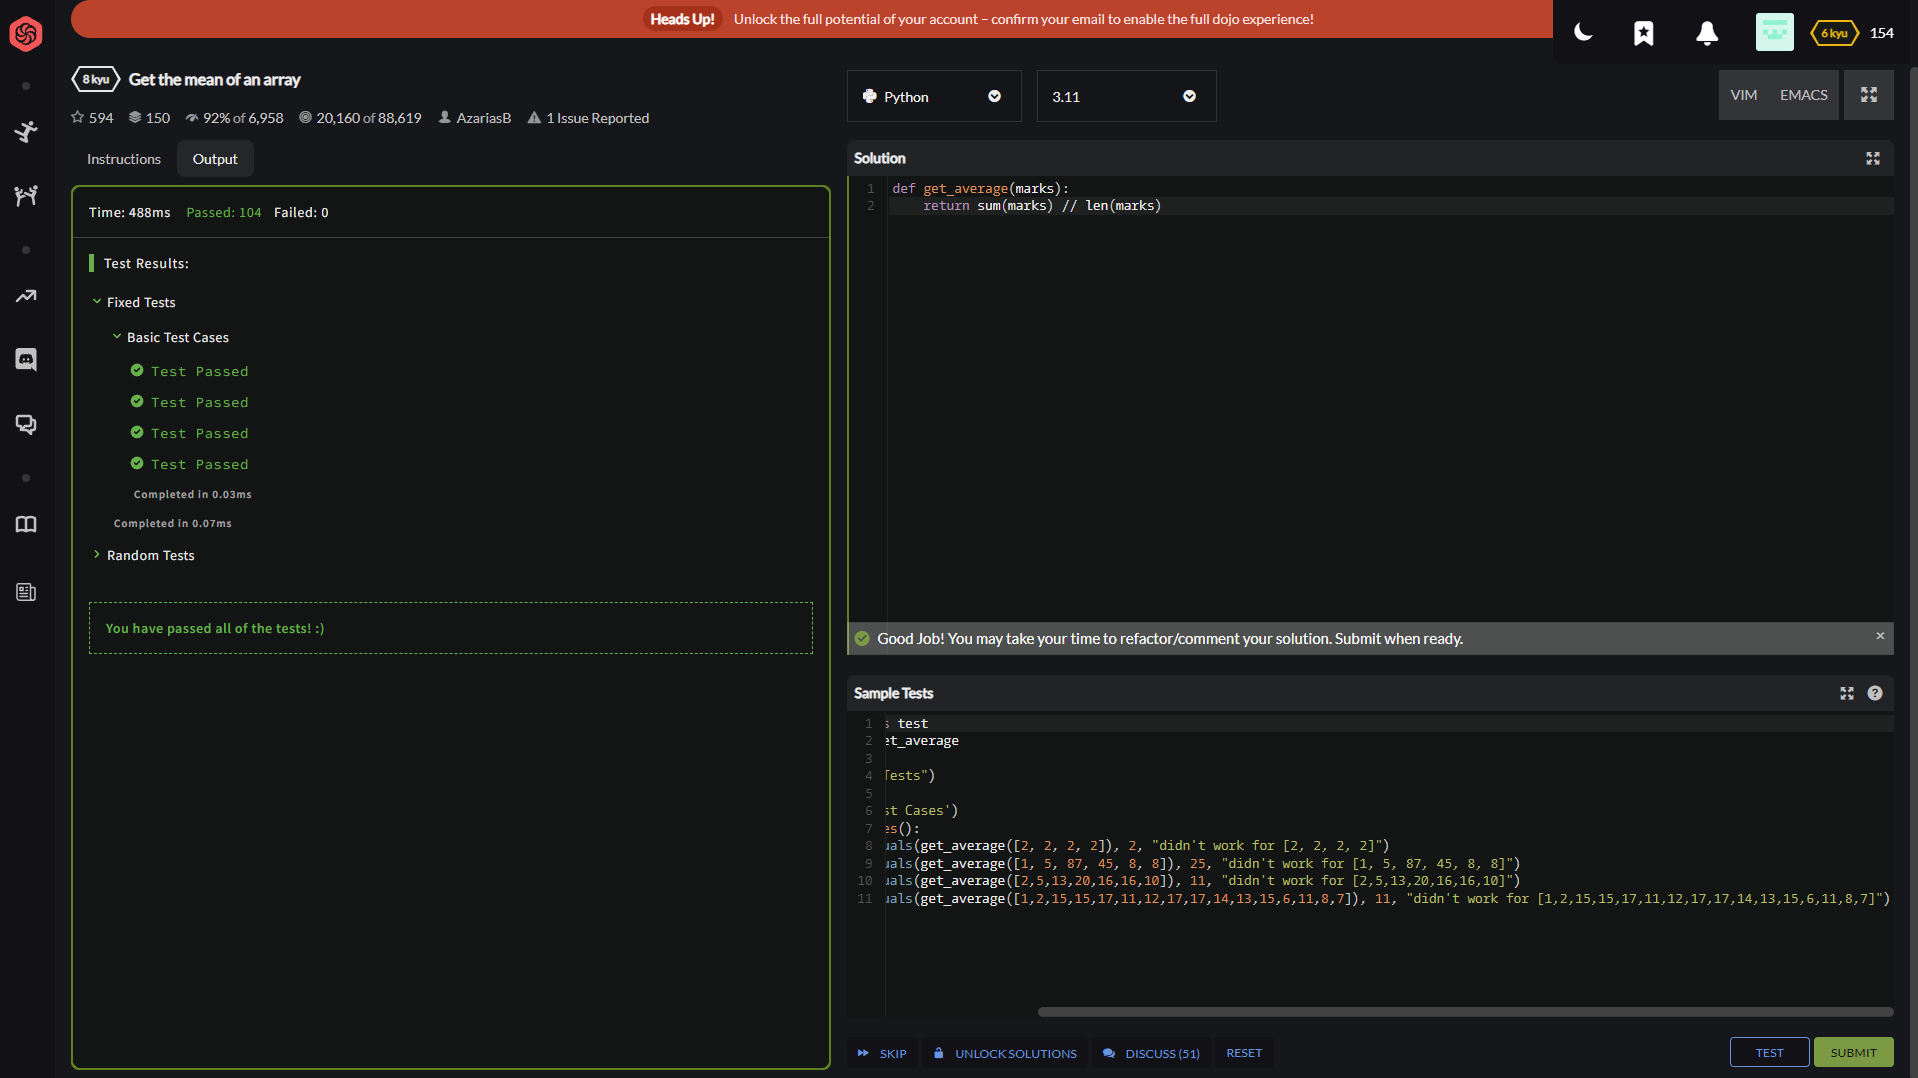 Heads Up! Unlock the full potential of your account – confirm your email to enable the full dojo experience!
6 kyu 154
8 kyu Get the mean of an array
594 150 92% of 6,958 20,160 of 88,619 AzariasB 1 Issue Reported
Instructions Output
Time: 488ms Passed: 104 Failed: 0
Test Results:
Fixed Tests
Basic Test Cases
Test Passed
Test Passed
Test Passed
Test Passed
Completed in 0.03ms
Completed in 0.07ms
Random Tests
You have passed all of the tests! :)
Python 3.11 VIM EMACS
Solution
1 def get_average(marks):
2 return sum(marks) // len(marks)
Good Job! You may take your time to refactor/comment your solution. Submit when ready. ×
Sample Tests ?
1 s test
2 et_average
3
4 Tests")
5
6 st Cases')
7 es():
8 uals(get_average([2, 2, 2, 2]), 2, "didn't work for [2, 2, 2, 2]")
9 uals(get_average([1, 5, 87, 45, 8, 8]), 25, "didn't work for [1, 5, 87, 45, 8, 8]")
10 uals(get_average([2,5,13,20,16,16,10]), 11, "didn't work for [2,5,13,20,16,16,10]")
11 uals(get_average([1,2,15,15,17,11,12,17,17,14,13,15,6,11,8,7]), 11, "didn't work for [1,2,15,15,17,11,12,17,17,14,13,15,6,11,8,7]")
SKIP UNLOCK SOLUTIONS DISCUSS (51) RESET TEST SUBMIT